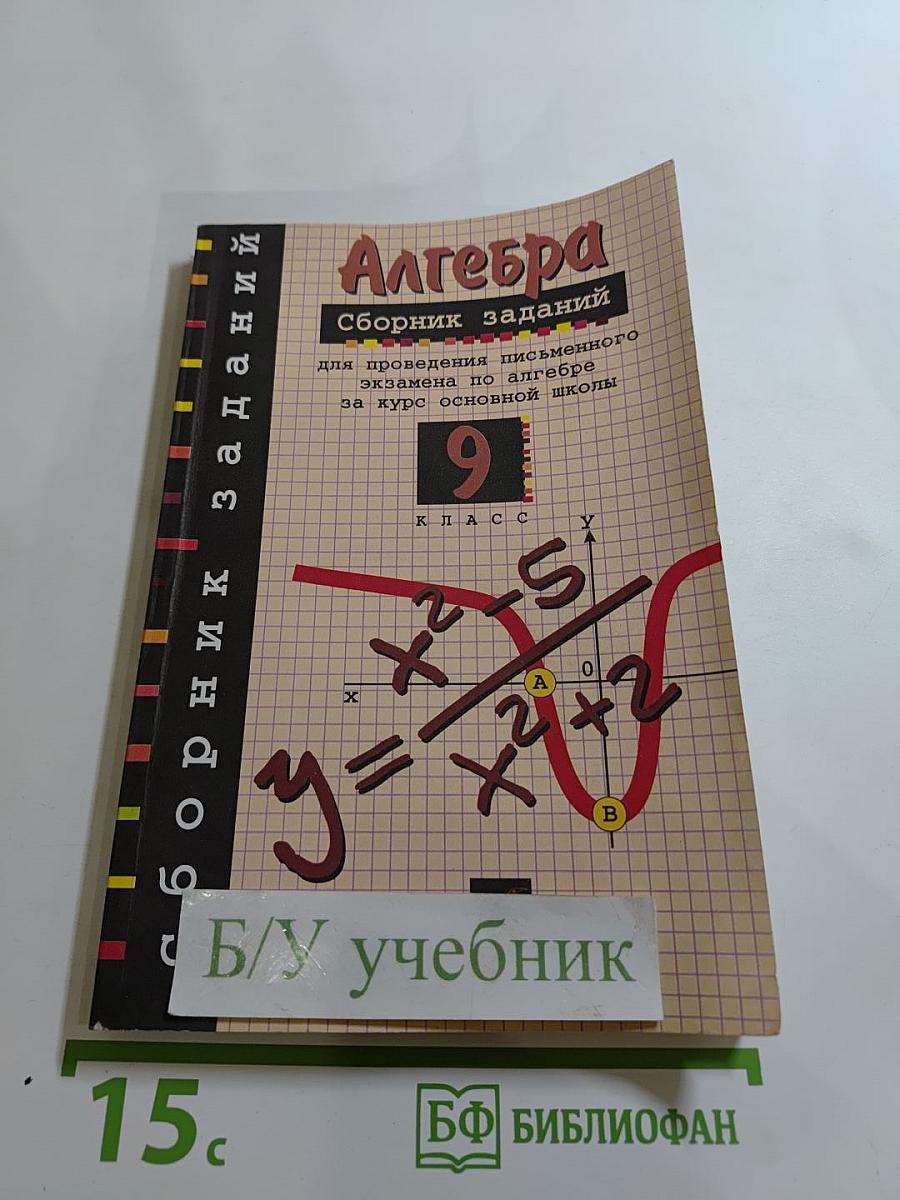 Алгебра
Сборник заданий
для проведения письменного
экзамена по алгебре
за курс основной школы
9
КЛАСС
сборник заданий
y
x
0
A
B
y = x² - 5 / x² + 2
Б/У учебник
15 с
БФ БИБЛИОФАН